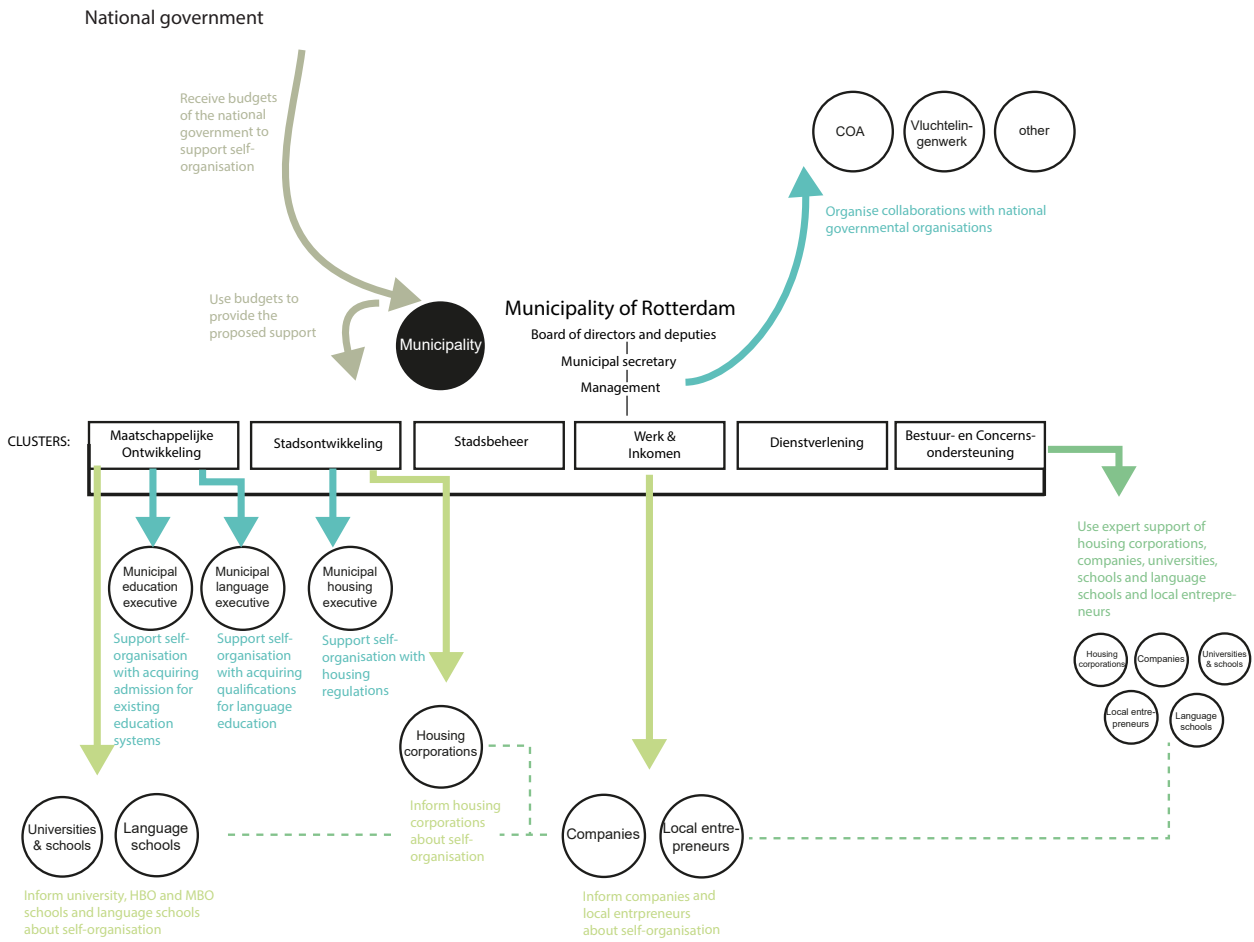 National government
Receive budgets
of the national
government to
support self-
organisation
COA
Vluchtelin-
genwerk
other
Organise collaborations with national
governmental organisations
Use budgets to
provide the
proposed support
Municipality
Municipality of Rotterdam
Board of directors and deputies
Municipal secretary
Management
CLUSTERS:
Maatschappelijke
Ontwikkeling
Stadsontwikkeling
Stadsbeheer
Werk &
Inkomen
Dienstverlening
Bestuur- en Concerns-
ondersteuning
Municipal
education
executive
Municipal
language
executive
Municipal
housing
executive
Support self-
organisation
with acquiring
admission for
existing
education
systems
Support self-
organisation
with acquiring
qualifications
for language
education
Support self-
organisation with
housing
regulations
Use expert support of
housing corporations,
companies, universities,
schools and language
schools and local entrepre-
neurs
Housing
corporations
Companies
Universities
& schools
Local entre-
preneurs
Language
schools
Housing
corporations
Inform housing
corporations
about self-
organisation
Universities
& schools
Language
schools
Inform university, HBO and MBO
schools and language schools
about self-organisation
Companies
Local entre-
preneurs
Inform companies and
local entrpreneurs
about self-organisation